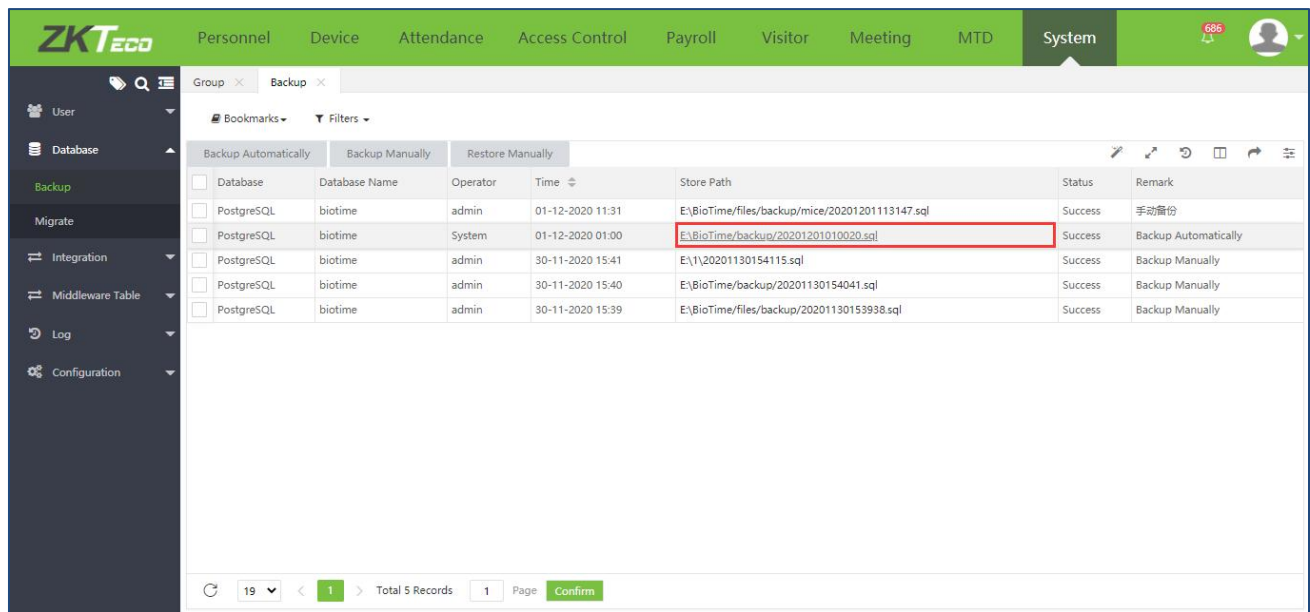 ZKTeco Personnel Device Attendance Access Control Payroll Visitor Meeting MTD System 686
Group Backup
User
Bookmarks Filters
Database
Backup Automatically Backup Manually Restore Manually
Backup
Migrate
Integration
Middleware Table
Log
Configuration
Database Database Name Operator Time Store Path Status Remark
PostgreSQL biotime admin 01-12-2020 11:31 E:\BioTime/files/backup/mice/20201201113147.sql Success 手动备份
PostgreSQL biotime System 01-12-2020 01:00 E:\BioTime/backup/20201201010020.sql Success Backup Automatically
PostgreSQL biotime admin 30-11-2020 15:41 E:\1\20201130154115.sql Success Backup Manually
PostgreSQL biotime admin 30-11-2020 15:40 E:\BioTime/backup/20201130154041.sql Success Backup Manually
PostgreSQL biotime admin 30-11-2020 15:39 E:\BioTime/files/backup/20201130153938.sql Success Backup Manually
19 < 1 > Total 5 Records 1 Page Confirm